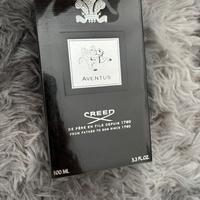 AVENTUS
CREED
DE PÈRE EN FILS DEPUIS 1760
FROM FATHER TO SON SINCE 1760
100 ML
3.3 FL.OZ.